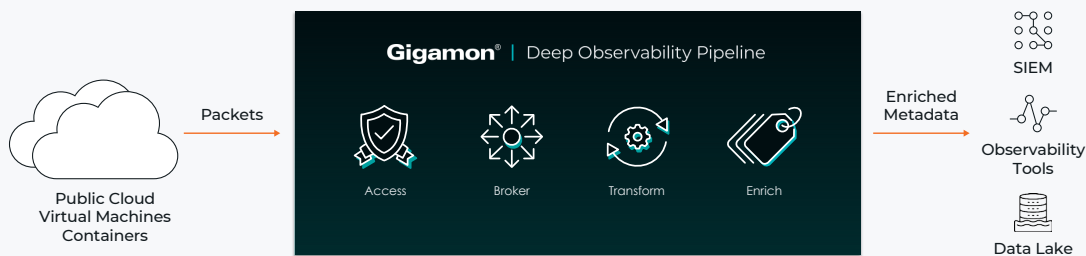 Public Cloud
Virtual Machines
Containers
Packets
Gigamon® | Deep Observability Pipeline
Access
Broker
Transform
Enrich
Enriched
Metadata
SIEM
Observability
Tools
Data Lake